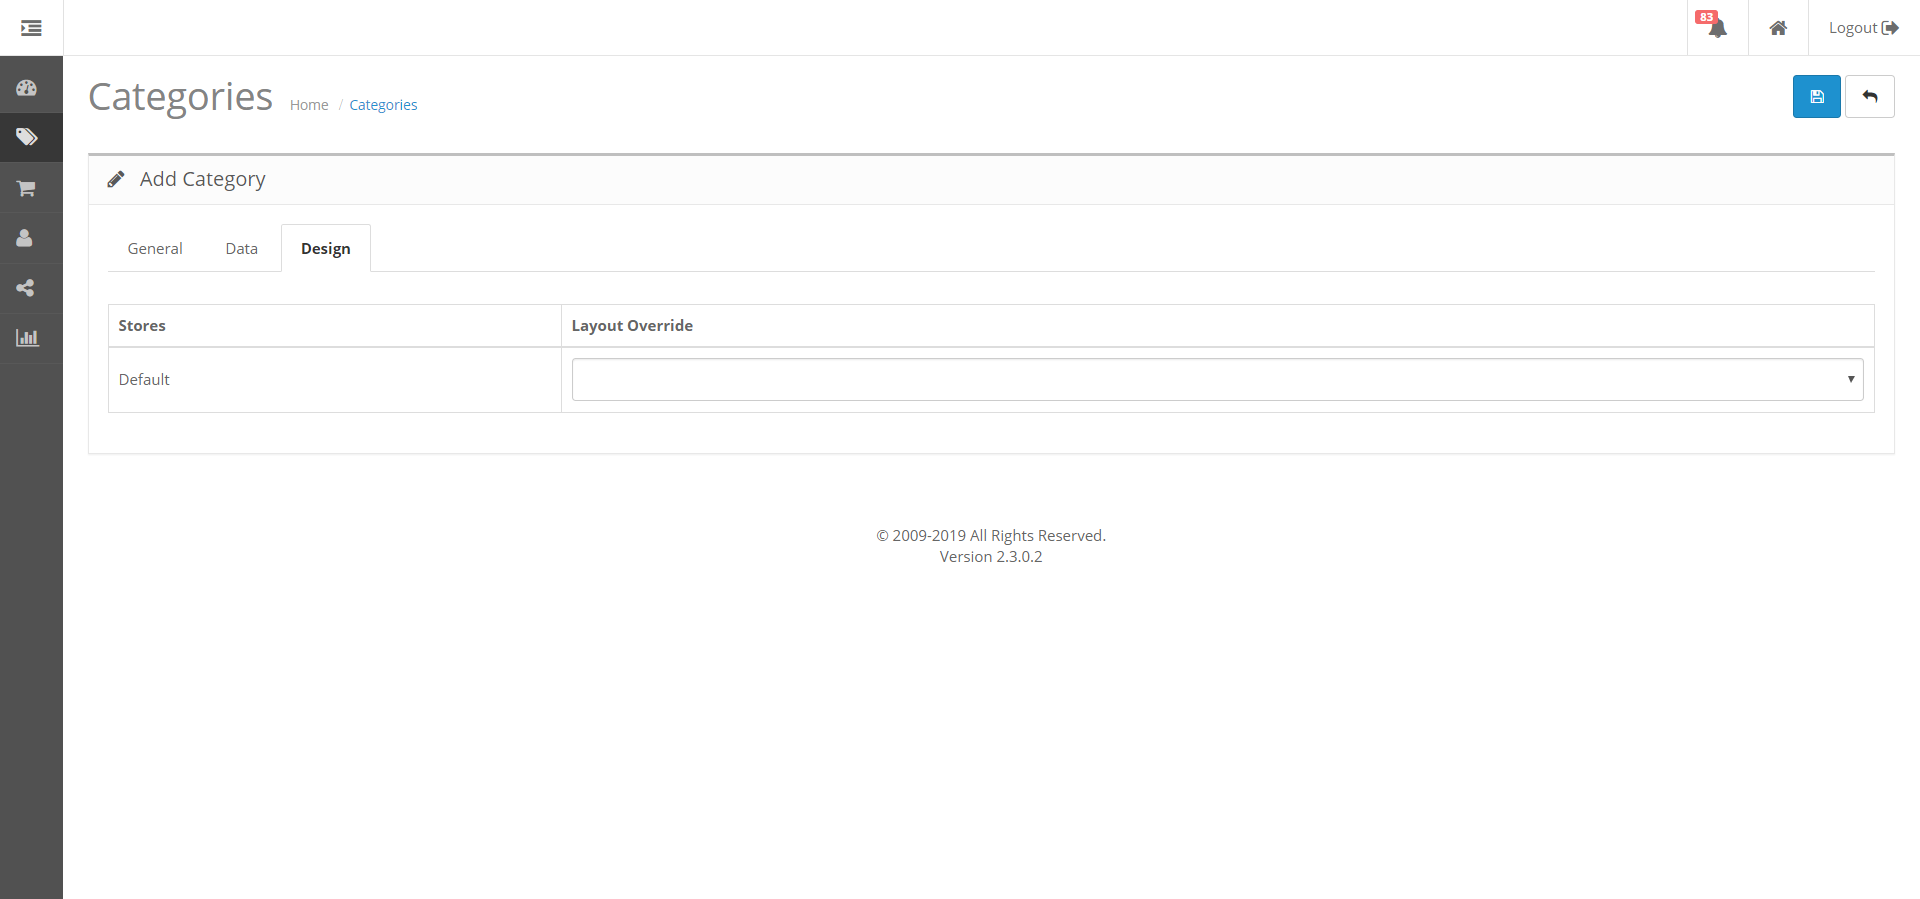 83
Logout
Categories
Home / Categories
Add Category
General
Data
Design
Stores
Layout Override
Default
© 2009-2019 All Rights Reserved.
Version 2.3.0.2